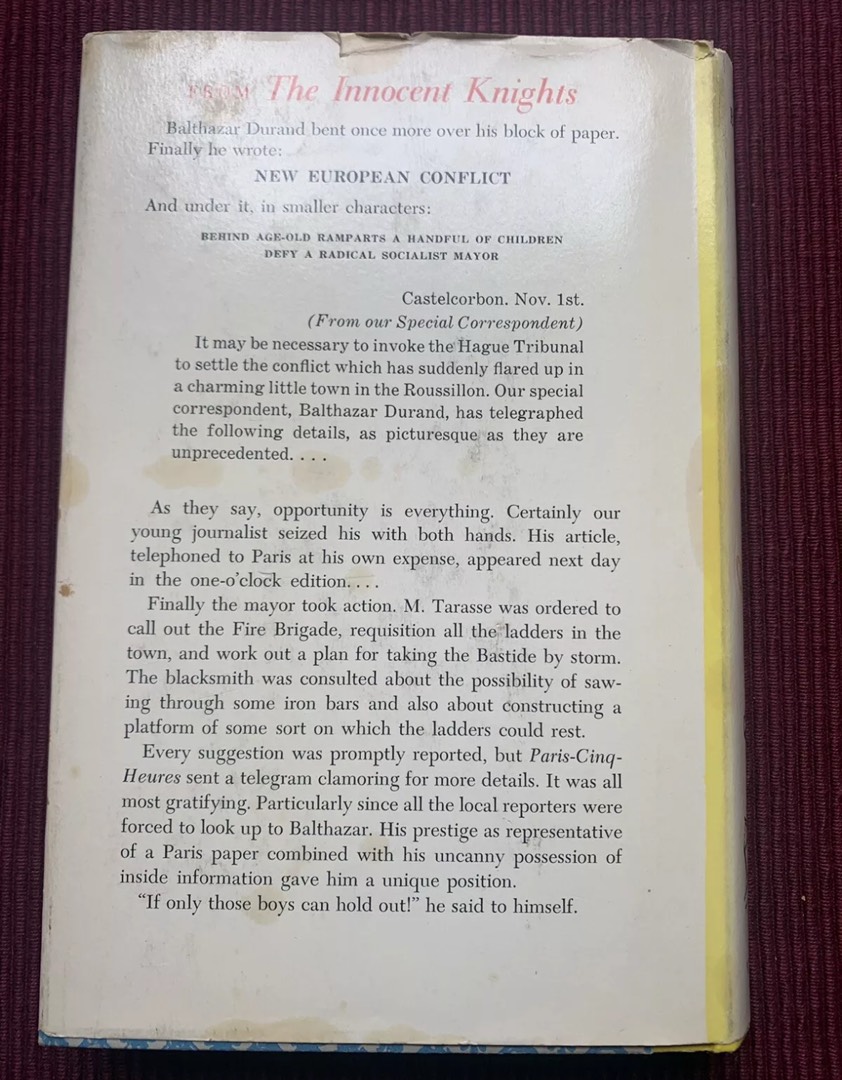 FROM The Innocent Knights
Balthazar Durand bent once more over his block of paper.
Finally he wrote:
NEW EUROPEAN CONFLICT
And under it, in smaller characters:
BEHIND AGE-OLD RAMPARTS A HANDFUL OF CHILDREN
DEFY A RADICAL SOCIALIST MAYOR
Castelcorbon. Nov. 1st.
(From our Special Correspondent)
It may be necessary to invoke the Hague Tribunal
to settle the conflict which has suddenly flared up in
a charming little town in the Roussillon. Our special
correspondent, Balthazar Durand, has telegraphed
the following details, as picturesque as they are
unprecedented. . . .
As they say, opportunity is everything. Certainly our
young journalist seized his with both hands. His article,
telephoned to Paris at his own expense, appeared next day
in the one-o'clock edition. . . .
Finally the mayor took action. M. Tarasse was ordered to
call out the Fire Brigade, requisition all the ladders in the
town, and work out a plan for taking the Bastide by storm.
The blacksmith was consulted about the possibility of saw-
ing through some iron bars and also about constructing a
platform of some sort on which the ladders could rest.
Every suggestion was promptly reported, but Paris-Cinq-
Heures sent a telegram clamoring for more details. It was all
most gratifying. Particularly since all the local reporters were
forced to look up to Balthazar. His prestige as representative
of a Paris paper combined with his uncanny possession of
inside information gave him a unique position.
"If only those boys can hold out!" he said to himself.